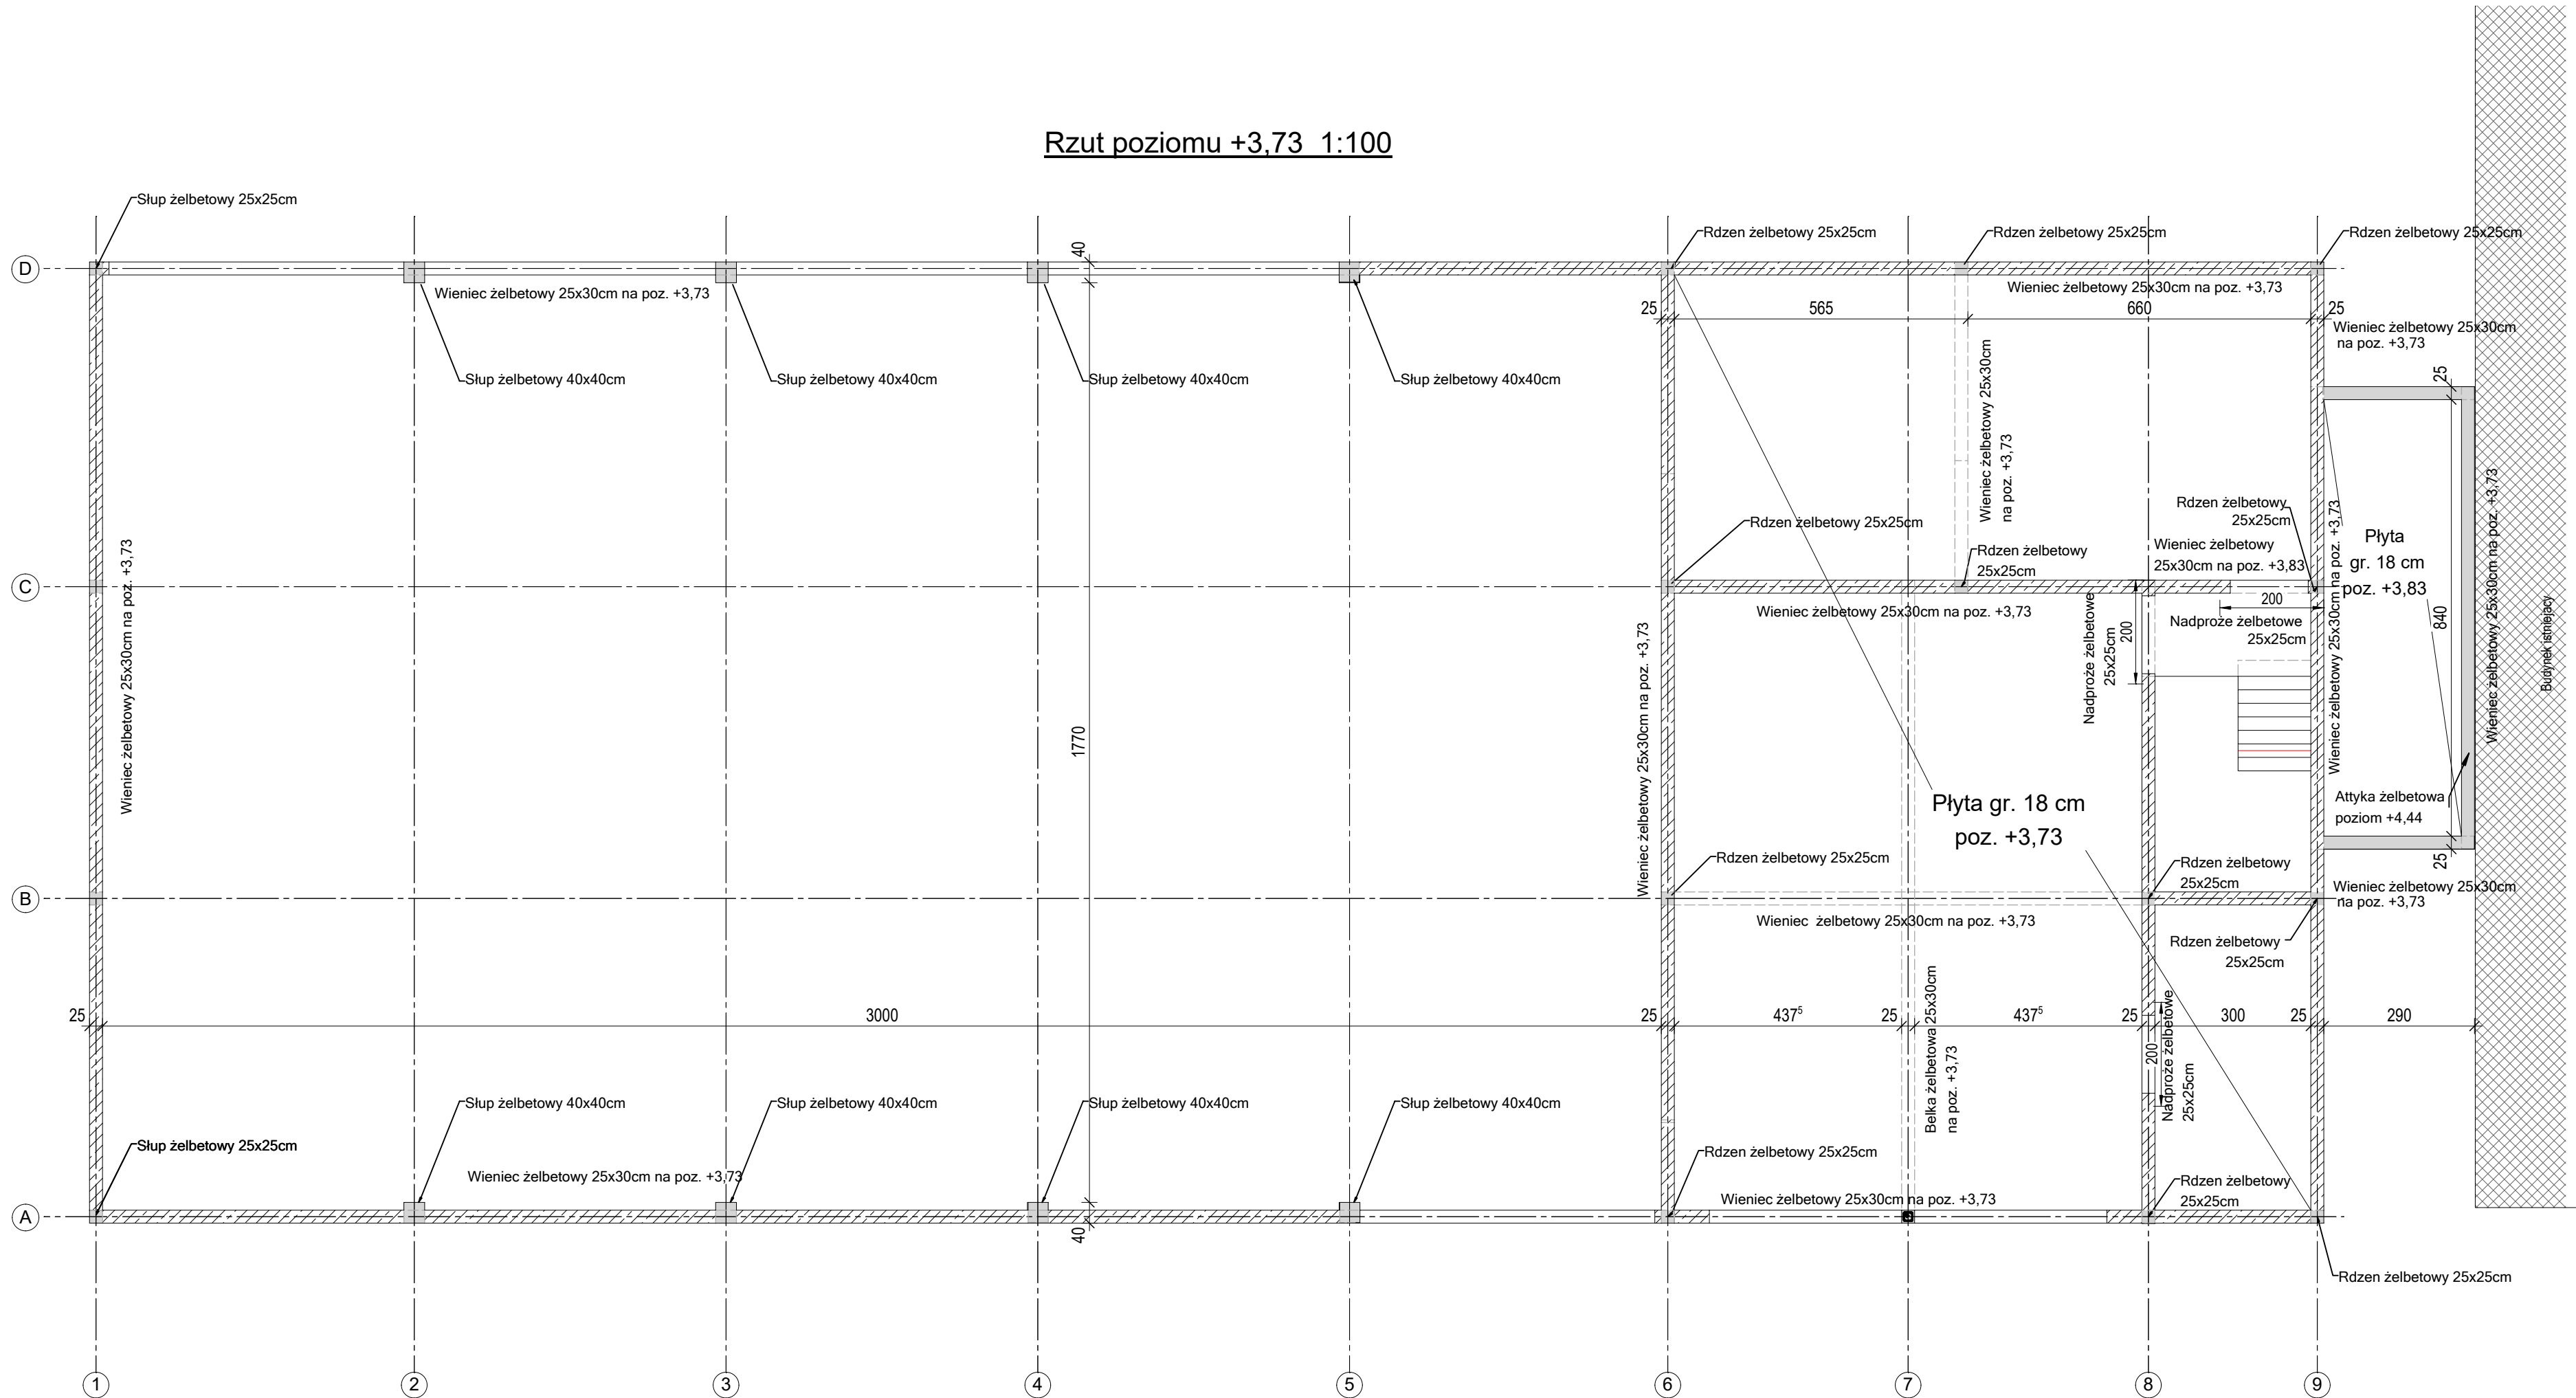 Rzut poziomu +3,73 1:100
Słup żelbetowy 25x25cm
Rdzen żelbetowy 25x25cm
Rdzen żelbetowy 25x25cm
Rdzen żelbetowy 25x25cm
D
40
Wieniec żelbetowy 25x30cm na poz. +3,73
Wieniec żelbetowy 25x30cm na poz. +3,73
25
565
660
25
Wieniec żelbetowy 25x30cm
na poz. +3,73
Słup żelbetowy 40x40cm
Słup żelbetowy 40x40cm
Słup żelbetowy 40x40cm
Słup żelbetowy 40x40cm
25
Wieniec żelbetowy 25x30cm
na poz. +3,73
Rdzen żelbetowy 25x25cm
Rdzen żelbetowy
25x25cm
Rdzen żelbetowy
25x25cm
Wieniec żelbetowy
25x30cm na poz. +3,83
Płyta
gr. 18 cm
poz. +3,83
Wieniec żelbetowy 25x30cm na poz. +3,73
Wieniec żelbetowy 25x30cm na poz. +3,73
Wieniec żelbetowy 25x30cm na poz. +3,73
Budynek istniejacy
C
200
Wieniec żelbetowy 25x30cm na poz. +3,73
Nadproże żelbetowe
25x25cm
200
Nadproże żelbetowe
25x25cm
840
Wieniec żelbetowy 25x30cm na poz. +3,73
1770
Płyta gr. 18 cm
poz. +3,73
Attyka żelbetowa
poziom +4,44
Rdzen żelbetowy 25x25cm
Rdzen żelbetowy
25x25cm
25
Wieniec żelbetowy 25x30cm
na poz. +3,73
B
Wieniec żelbetowy 25x30cm na poz. +3,73
Rdzen żelbetowy
25x25cm
25
3000
25
437⁵
25
437⁵
25
300
25
290
Belka żelbetowa 25x30cm
na poz. +3,73
200
Nadproże żelbetowe
25x25cm
Słup żelbetowy 40x40cm
Słup żelbetowy 40x40cm
Słup żelbetowy 40x40cm
Słup żelbetowy 40x40cm
Słup żelbetowy 25x25cm
Rdzen żelbetowy 25x25cm
Wieniec żelbetowy 25x30cm na poz. +3,73
Rdzen żelbetowy
25x25cm
Wieniec żelbetowy 25x30cm na poz. +3,73
A
40
Rdzen żelbetowy 25x25cm
1
2
3
4
5
6
7
8
9